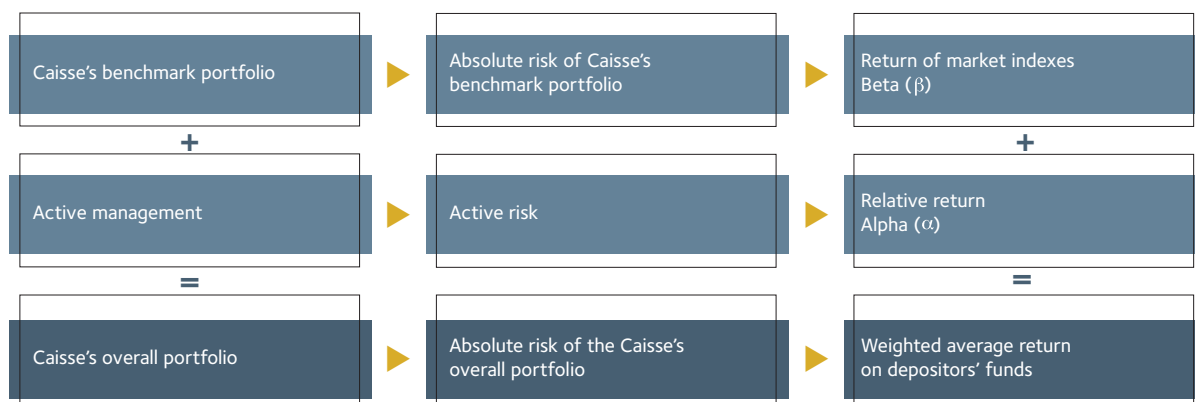 Caisse's benchmark portfolio
Absolute risk of Caisse's
benchmark portfolio
Return of market indexes
Beta (β)
+
+
Active management
Active risk
Relative return
Alpha (α)
=
=
Caisse's overall portfolio
Absolute risk of the Caisse's
overall portfolio
Weighted average return
on depositors' funds